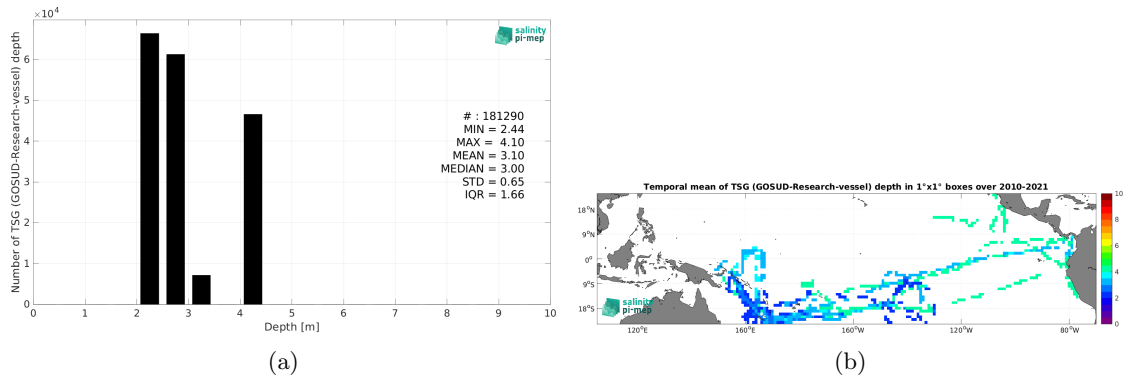 ×10⁴
Number of TSG (GOSUD-Research-vessel) depth
6
5
4
3
2
1
0
0 1 2 3 4 5 6 7 8 9 10
Depth [m]
salinity
pi-mep
# : 181290
MIN = 2.44
MAX = 4.10
MEAN = 3.10
MEDIAN = 3.00
STD = 0.65
IQR = 1.66
(a)
Temporal mean of TSG (GOSUD-Research-vessel) depth in 1°x1° boxes over 2010-2021
18°N
9°N
0°
9°S
18°S
120°E 160°E 160°W 120°W 80°W
salinity
pi-mep
10
8
6
4
2
0
(b)